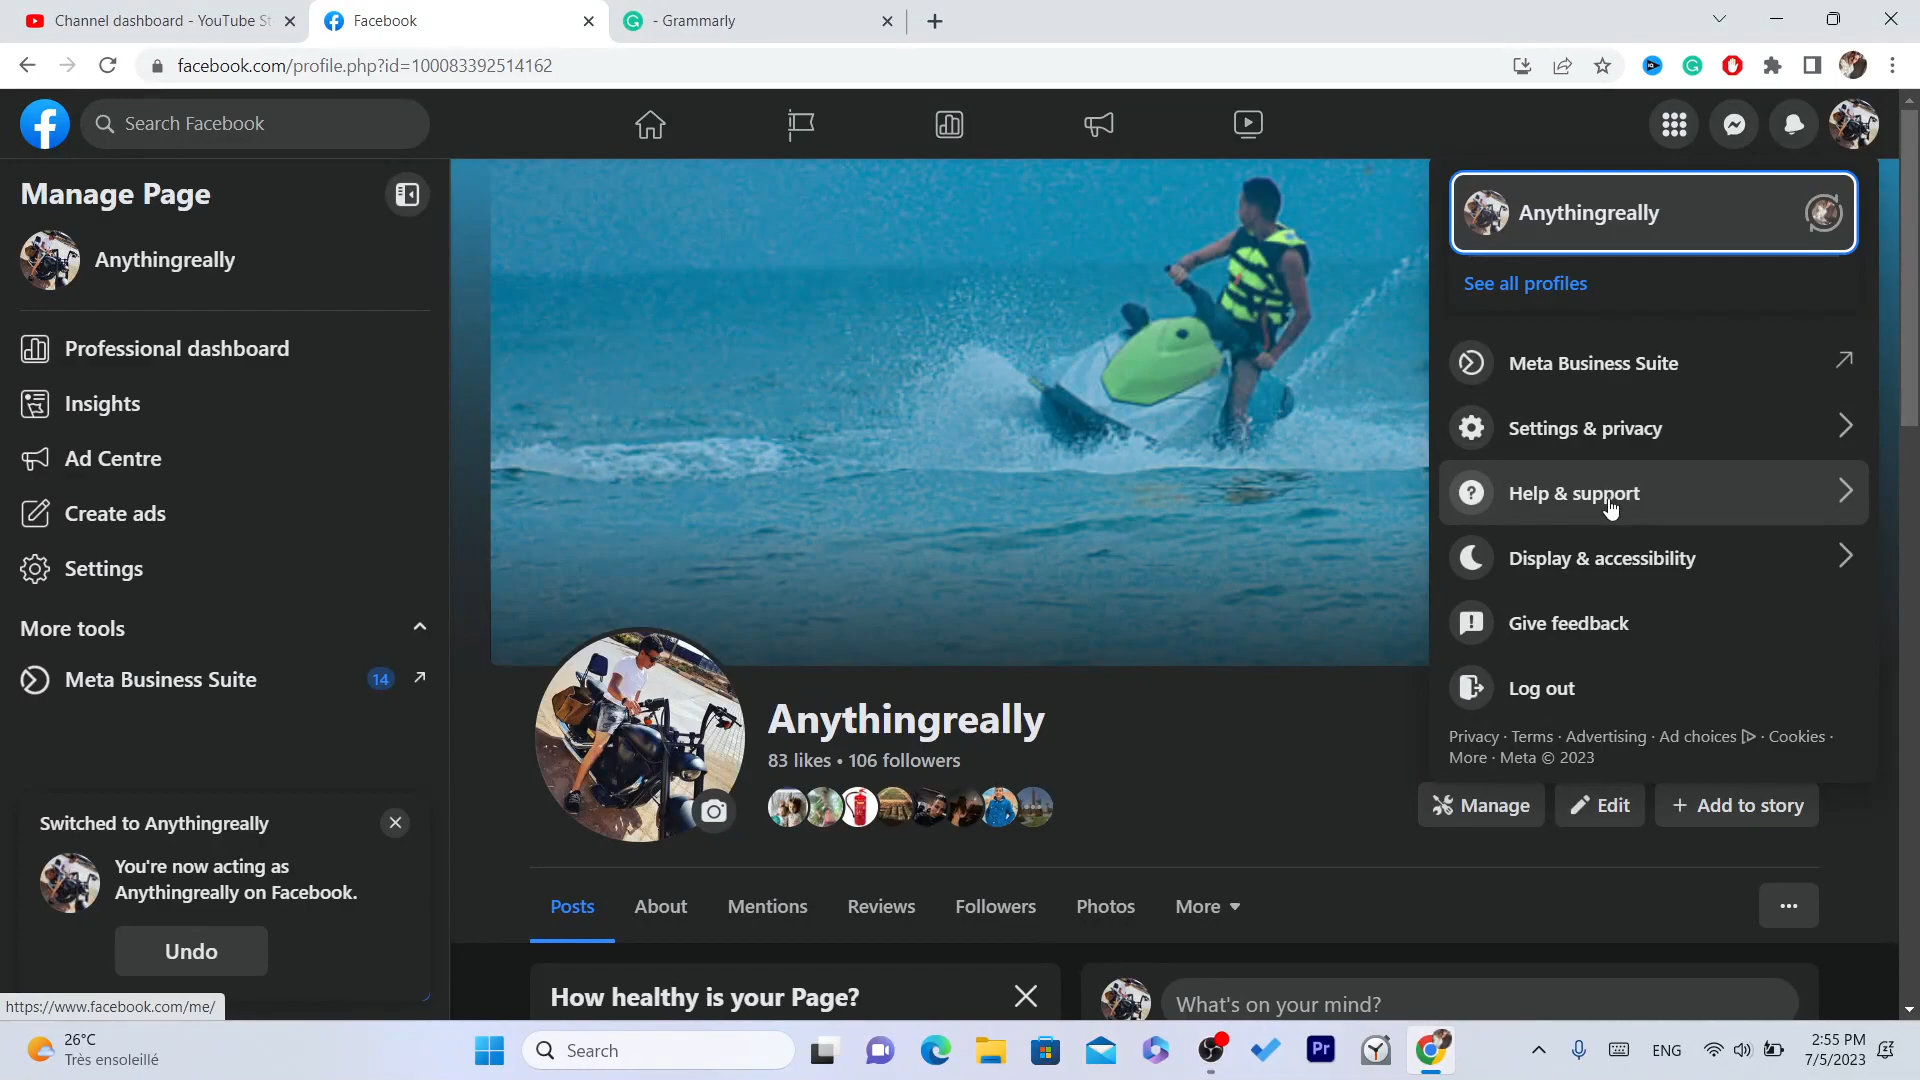 Channel dashboard - YouTube St
Facebook
- Grammarly
facebook.com/profile.php?id=100083392514162
Search Facebook
Manage Page
Anythingreally
Professional dashboard
Insights
Ad Centre
Create ads
Settings
More tools
Meta Business Suite 14
Switched to Anythingreally
You're now acting as
Anythingreally on Facebook.
Undo
https://www.facebook.com/me/
Anythingreally
See all profiles
Meta Business Suite
Settings & privacy
Help & support
Display & accessibility
Give feedback
Log out
Privacy · Terms · Advertising · Ad choices · Cookies ·
More · Meta © 2023
Anythingreally
83 likes • 106 followers
Manage
Edit
+ Add to story
Posts
About
Mentions
Reviews
Followers
Photos
More
How healthy is your Page?
What's on your mind?
26°C
Très ensoleillé
Search
Pr
ENG
2:55 PM
7/5/2023